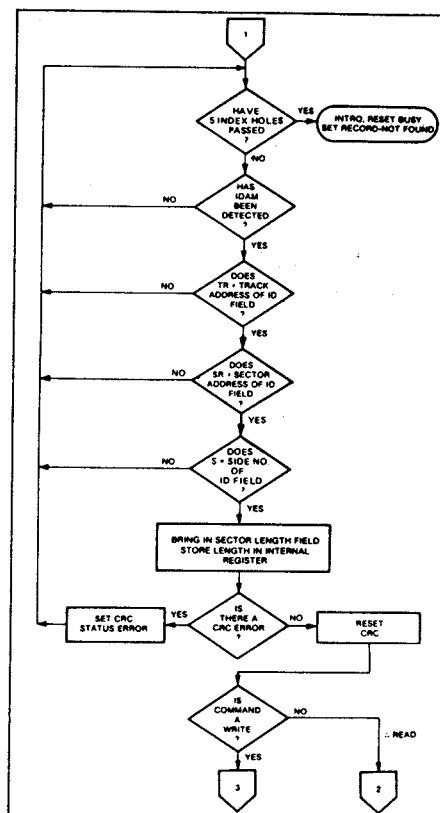 1
HAVE
5 INDEX HOLES
PASSED
?
YES
INTRQ, RESET BUSY
SET RECORD-NOT FOUND
NO
HAS
IDAM
BEEN
DETECTED
?
NO
YES
DOES
TR = TRACK
ADDRESS OF ID
FIELD
?
NO
YES
DOES
SR = SECTOR
ADDRESS OF ID
FIELD
?
NO
YES
DOES
S = SIDE NO.
OF
ID FIELD
?
NO
YES
BRING IN SECTOR LENGTH FIELD
STORE LENGTH IN INTERNAL
REGISTER
IS
THERE A
CRC ERROR
?
YES
SET CRC
STATUS ERROR
NO
RESET
CRC
IS
COMMAND
A
WRITE
?
NO
∴ READ
YES
3
2